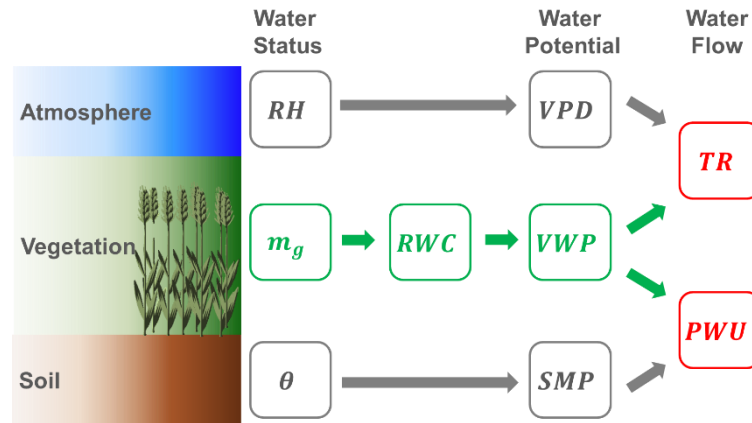 Water
Status
Water
Potential
Water
Flow
Atmosphere
RH
VPD
TR
Vegetation
m_g
RWC
VWP
PWU
Soil
θ
SMP